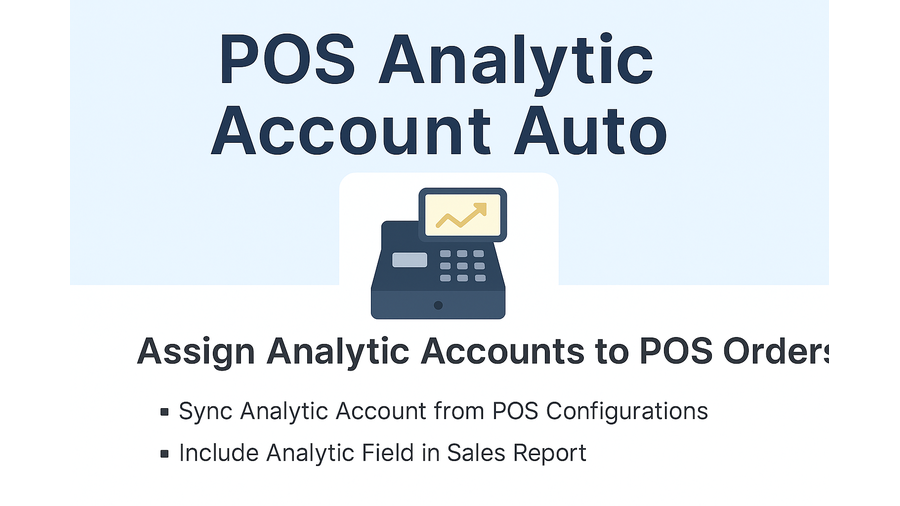 POS Analytic
Account Auto
Assign Analytic Accounts to POS Orders
▪ Sync Analytic Account from POS Configurations
▪ Include Analytic Field in Sales Report